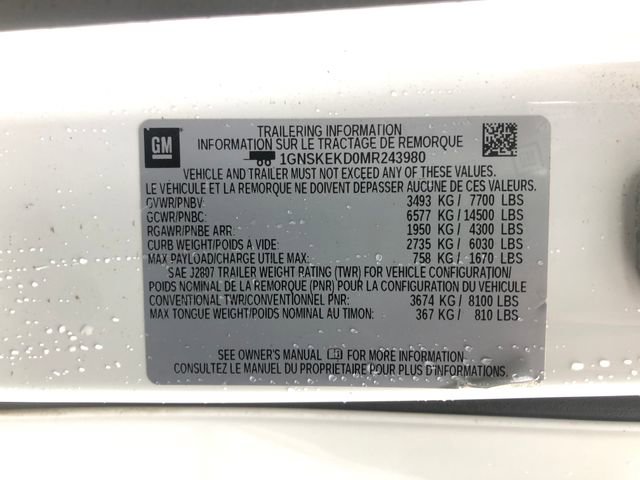 GM
TRAILERING INFORMATION
INFORMATION SUR LE TRACTAGE DE REMORQUE
1GNSKEKD0MR243980
VEHICLE AND TRAILER MUST NOT EXCEED ANY OF THESE VALUES
LE VÉHICULE ET LA REMORQUE NE DOIVENT DÉPASSER AUCUNE DE CES VALEURS.
GVWR/PNBV: 3493 KG / 7700 LBS
GCWR/PNBC: 6577 KG / 14500 LBS
RGAWR/PNBE ARR: 1950 KG / 4300 LBS
CURB WEIGHT/POIDS A VIDE: 2735 KG / 6030 LBS
MAX PAYLOAD/CHARGE UTILE MAX: 758 KG / 1670 LBS
SAE J2807 TRAILER WEIGHT RATING (TWR) FOR VEHICLE CONFIGURATION/
POIDS NOMINAL DE LA REMORQUE (PNR) POUR LA CONFIGURATION DU VÉHICULE
CONVENTIONAL TWR/CONVENTIONNEL PNR: 3674 KG / 8100 LBS
MAX TONGUE WEIGHT/POIDS NOMINAL AU TIMON: 367 KG / 810 LBS
SEE OWNER'S MANUAL FOR MORE INFORMATION
CONSULTEZ LE MANUEL DU PROPRIETAIRE POUR PLUS D'INFORMATIONS.